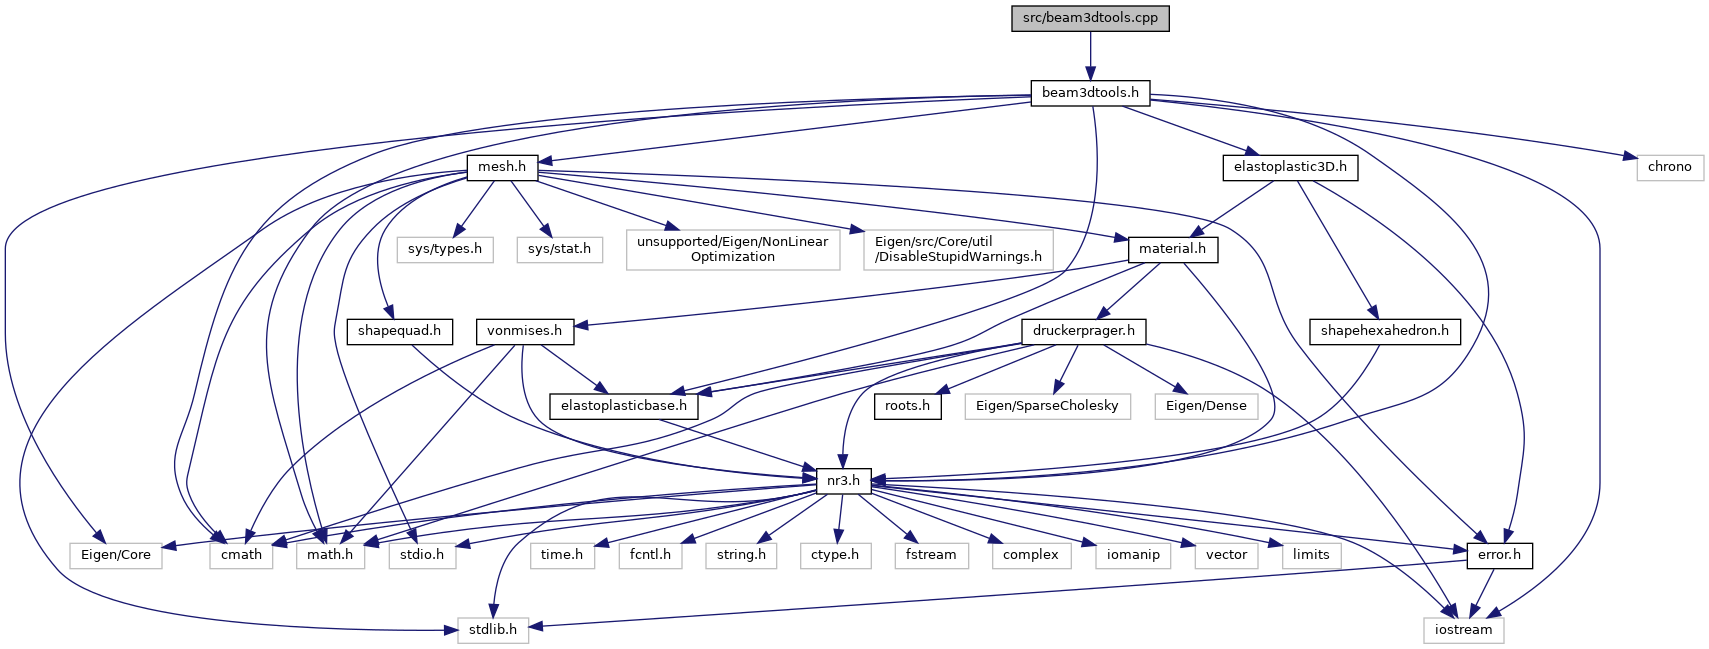 src/beam3dtools.cpp
beam3dtools.h
mesh.h
elastoplastic3D.h
chrono
sys/types.h
sys/stat.h
unsupported/Eigen/NonLinear
Optimization
Eigen/src/Core/util
/DisableStupidWarnings.h
material.h
shapequad.h
vonmises.h
druckerprager.h
shapehexahedron.h
elastoplasticbase.h
roots.h
Eigen/SparseCholesky
Eigen/Dense
nr3.h
Eigen/Core
cmath
math.h
stdio.h
time.h
fcntl.h
string.h
ctype.h
fstream
complex
iomanip
vector
limits
error.h
stdlib.h
iostream